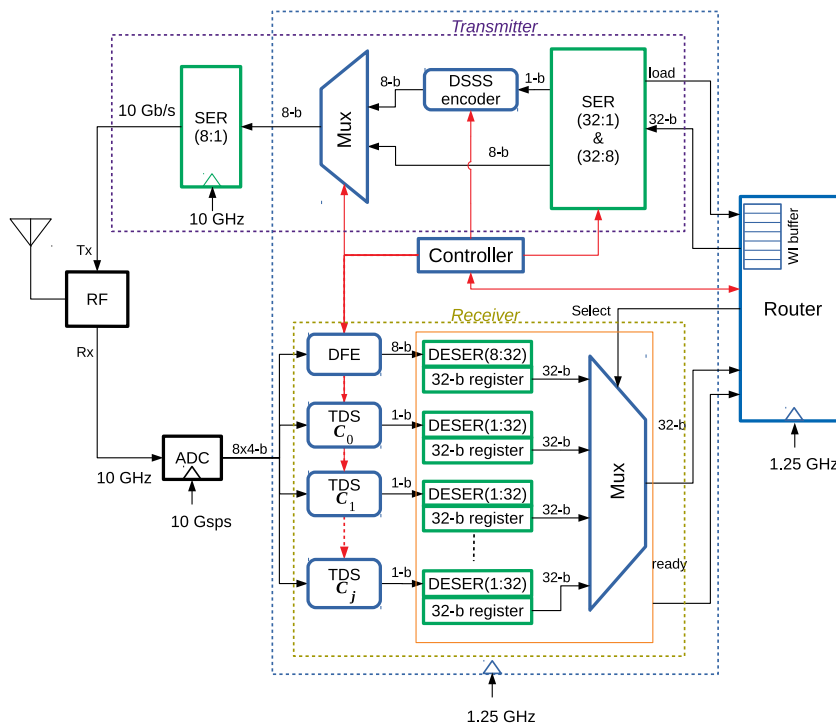 Transmitter
SER
(8:1)
10 GHz
10 Gb/s
8-b
Mux
8-b
8-b
DSSS
encoder
1-b
SER
(32:1)
&
(32:8)
load
32-b
WI buffer
Router
1.25 GHz
Controller
Tx
RF
Rx
10 GHz
ADC
10 Gsps
8x4-b
Receiver
DFE
8-b
DESER(8:32)
32-b register
32-b
TDS
C0
1-b
DESER(1:32)
32-b register
32-b
TDS
C1
1-b
DESER(1:32)
32-b register
32-b
TDS
Cj
1-b
DESER(1:32)
32-b register
32-b
Mux
Select
32-b
ready
1.25 GHz